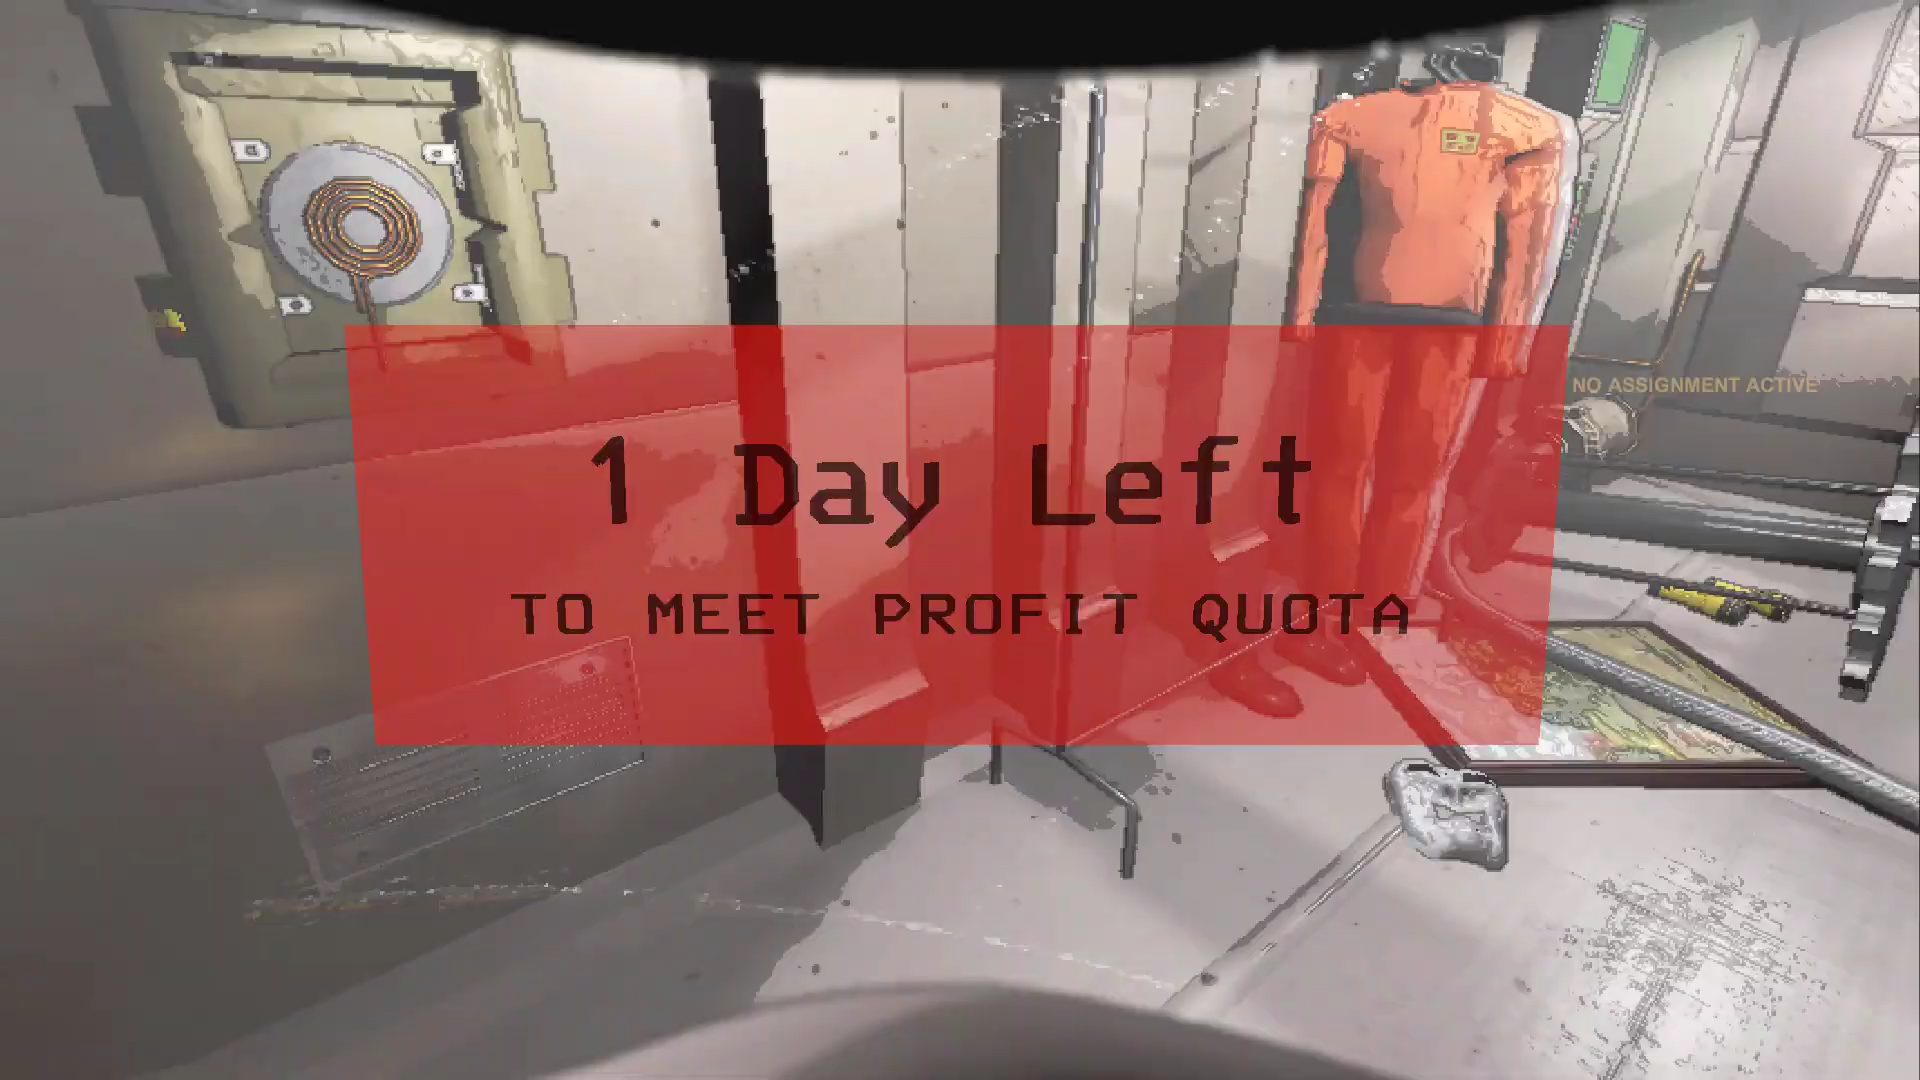 1 Day Left
TO MEET PROFIT QUOTA
NO ASSIGNMENT ACTIVE